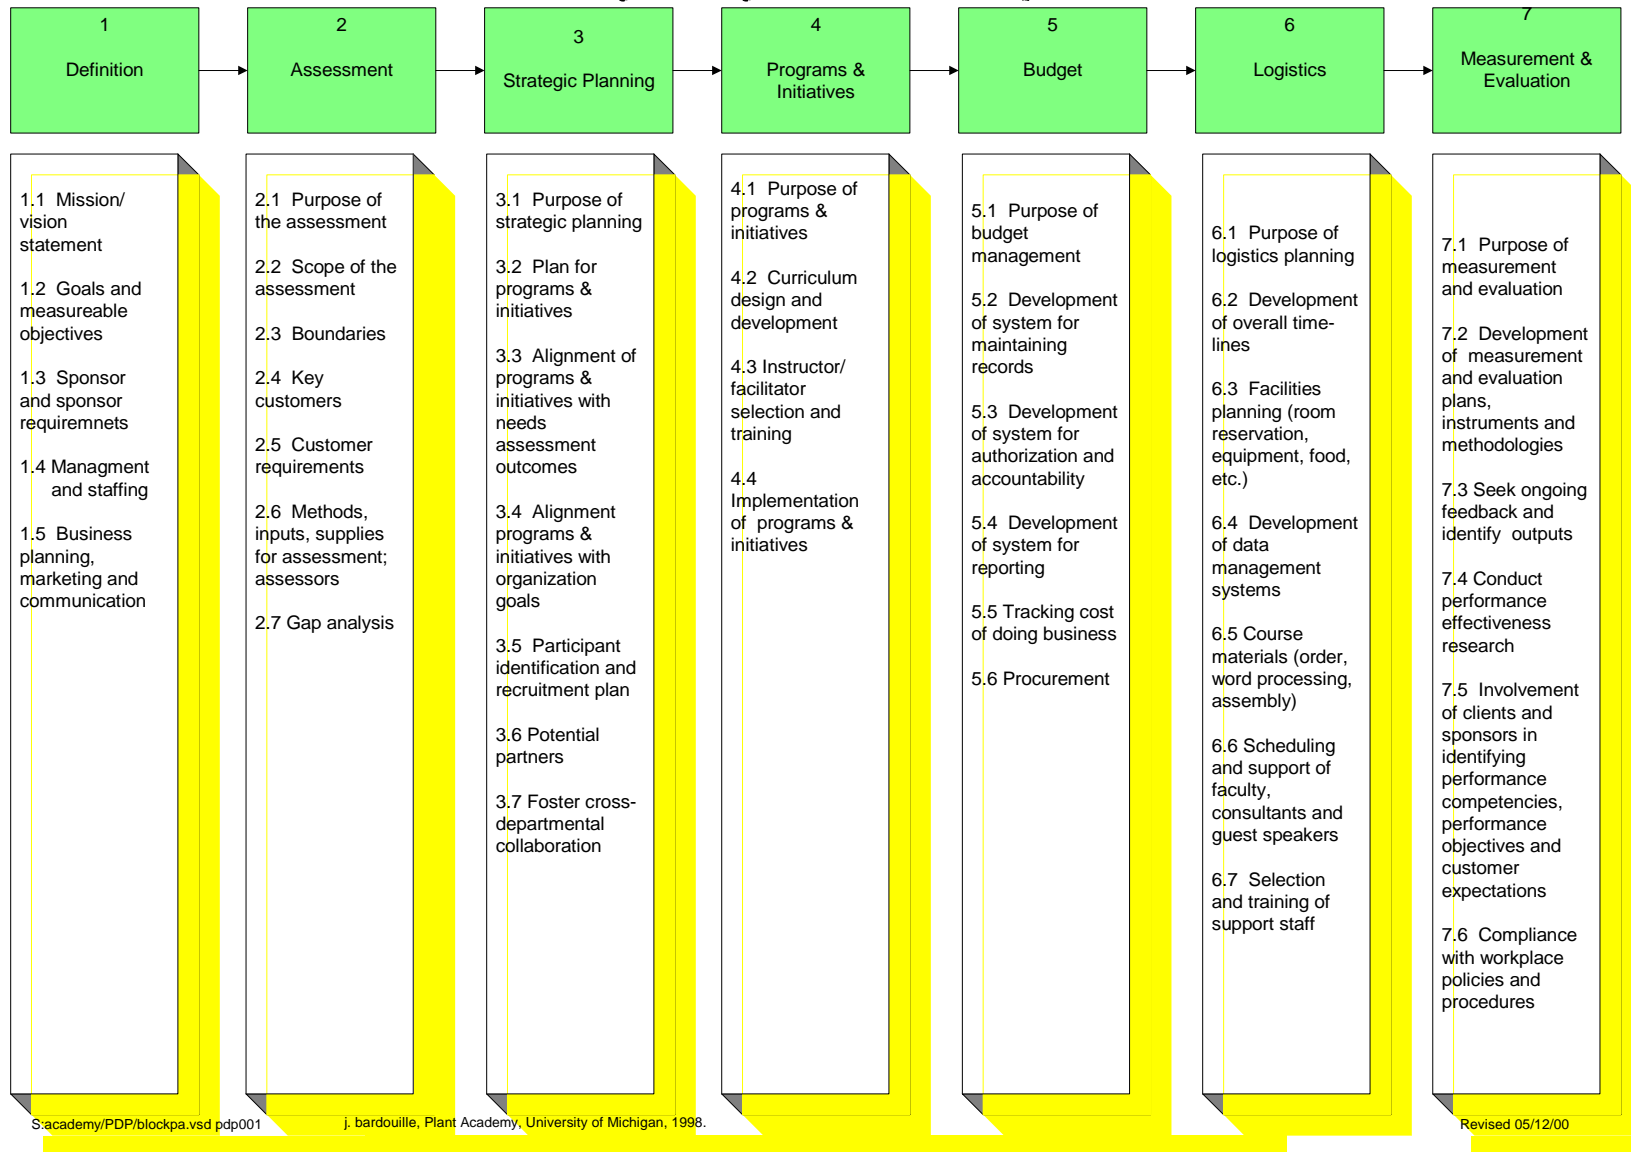 1
Definition
2
Assessment
3
Strategic Planning
4
Programs &
Initiatives
5
Budget
6
Logistics
7
Measurement &
Evaluation
1.1 Mission/
vision
statement
1.2 Goals and
measureable
objectives
1.3 Sponsor
and sponsor
requiremnets
1.4 Managment
and staffing
1.5 Business
planning,
marketing and
communication
2.1 Purpose of
the assessment
2.2 Scope of the
assessment
2.3 Boundaries
2.4 Key
customers
2.5 Customer
requirements
2.6 Methods,
inputs, supplies
for assessment;
assessors
2.7 Gap analysis
3.1 Purpose of
strategic planning
3.2 Plan for
programs &
initiatives
3.3 Alignment of
programs &
initiatives with
needs
assessment
outcomes
3.4 Alignment
programs &
initiatives with
organization
goals
3.5 Participant
identification and
recruitment plan
3.6 Potential
partners
3.7 Foster cross-
departmental
collaboration
4.1 Purpose of
programs &
initiatives
4.2 Curriculum
design and
development
4.3 Instructor/
facilitator
selection and
training
4.4
Implementation
of programs &
initiatives
5.1 Purpose of
budget
management
5.2 Development
of system for
maintaining
records
5.3 Development
of system for
authorization and
accountability
5.4 Development
of system for
reporting
5.5 Tracking cost
of doing business
5.6 Procurement
6.1 Purpose of
logistics planning
6.2 Development
of overall time-
lines
6.3 Facilities
planning (room
reservation,
equipment, food,
etc.)
6.4 Development
of data
management
systems
6.5 Course
materials (order,
word processing,
assembly)
6.6 Scheduling
and support of
faculty,
consultants and
guest speakers
6.7 Selection
and training of
support staff
7.1 Purpose of
measurement
and evaluation
7.2 Development
of measurement
and evaluation
plans,
instruments and
methodologies
7.3 Seek ongoing
feedback and
identify outputs
7.4 Conduct
performance
effectiveness
research
7.5 Involvement
of clients and
sponsors in
identifying
performance
competencies,
performance
objectives and
customer
expectations
7.6 Compliance
with workplace
policies and
procedures
S:academy/PDP/blockpa.vsd pdp001
j. bardouille, Plant Academy, University of Michigan, 1998.
Revised 05/12/00